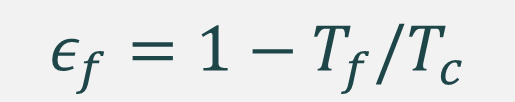 ϵ_f = 1 − T_f/T_c